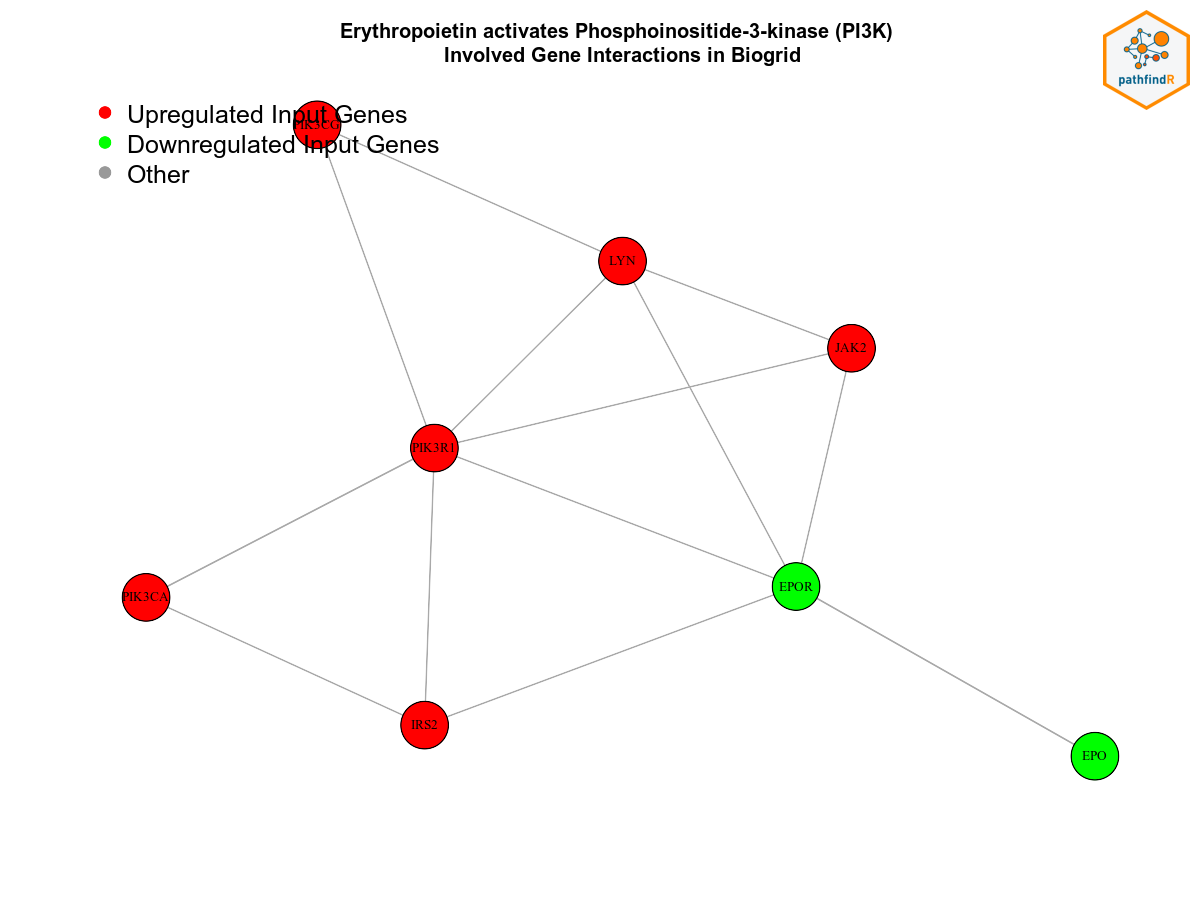 Erythropoietin activates Phosphoinositide-3-kinase (PI3K)
Involved Gene Interactions in Biogrid
pathfindR
Upregulated Input Genes
PIK3CG
Downregulated Input Genes
Other
LYN
JAK2
PIK3R1
EPOR
PIK3CA
IRS2
EPO